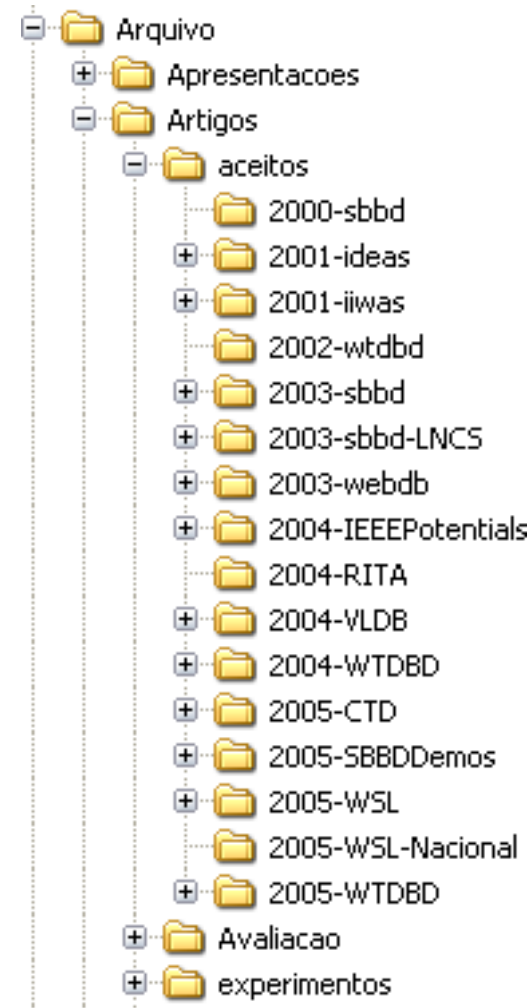 Arquivo
Apresentacoes
Artigos
aceitos
2000-sbbd
2001-ideas
2001-iiwas
2002-wtdbd
2003-sbbd
2003-sbbd-LNCS
2003-webdb
2004-IEEEPotentials
2004-RITA
2004-VLDB
2004-WTDBD
2005-CTD
2005-SBBDDemos
2005-WSL
2005-WSL-Nacional
2005-WTDBD
Avaliacao
experimentos